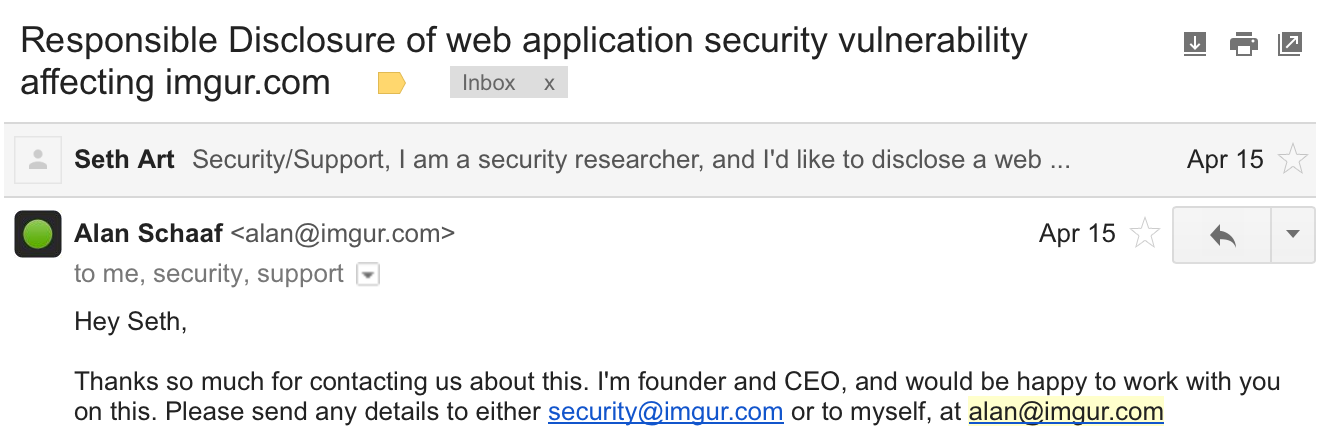 Responsible Disclosure of web application security vulnerability
affecting imgur.com Inbox x
Seth Art Security/Support, I am a security researcher, and I'd like to disclose a web ... Apr 15
Alan Schaaf <alan@imgur.com> Apr 15
to me, security, support
Hey Seth,
Thanks so much for contacting us about this. I'm founder and CEO, and would be happy to work with you
on this. Please send any details to either security@imgur.com or to myself, at alan@imgur.com